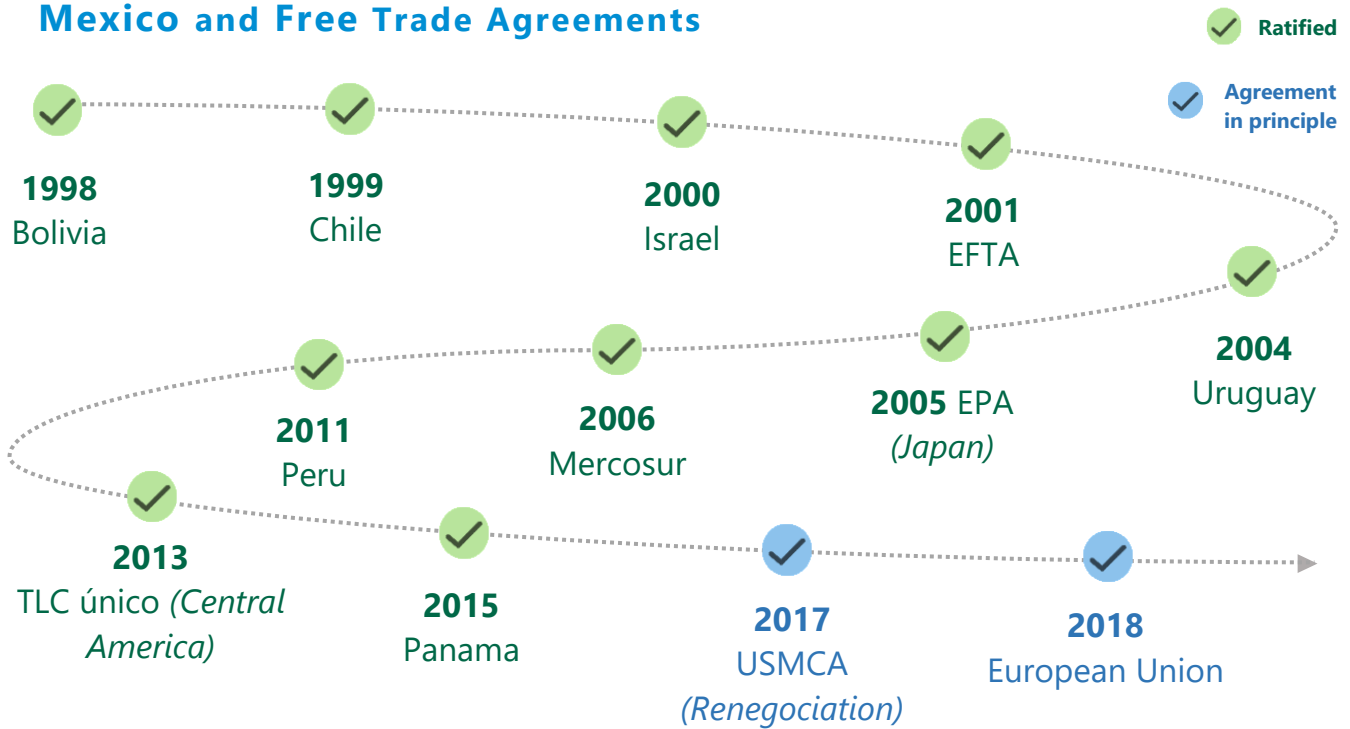 Mexico and Free Trade Agreements
Ratified
Agreement
in principle
1998
Bolivia
1999
Chile
2000
Israel
2001
EFTA
2004
Uruguay
2005 EPA
(Japan)
2006
Mercosur
2011
Peru
2013
TLC único (Central
America)
2015
Panama
2017
USMCA
(Renegociation)
2018
European Union